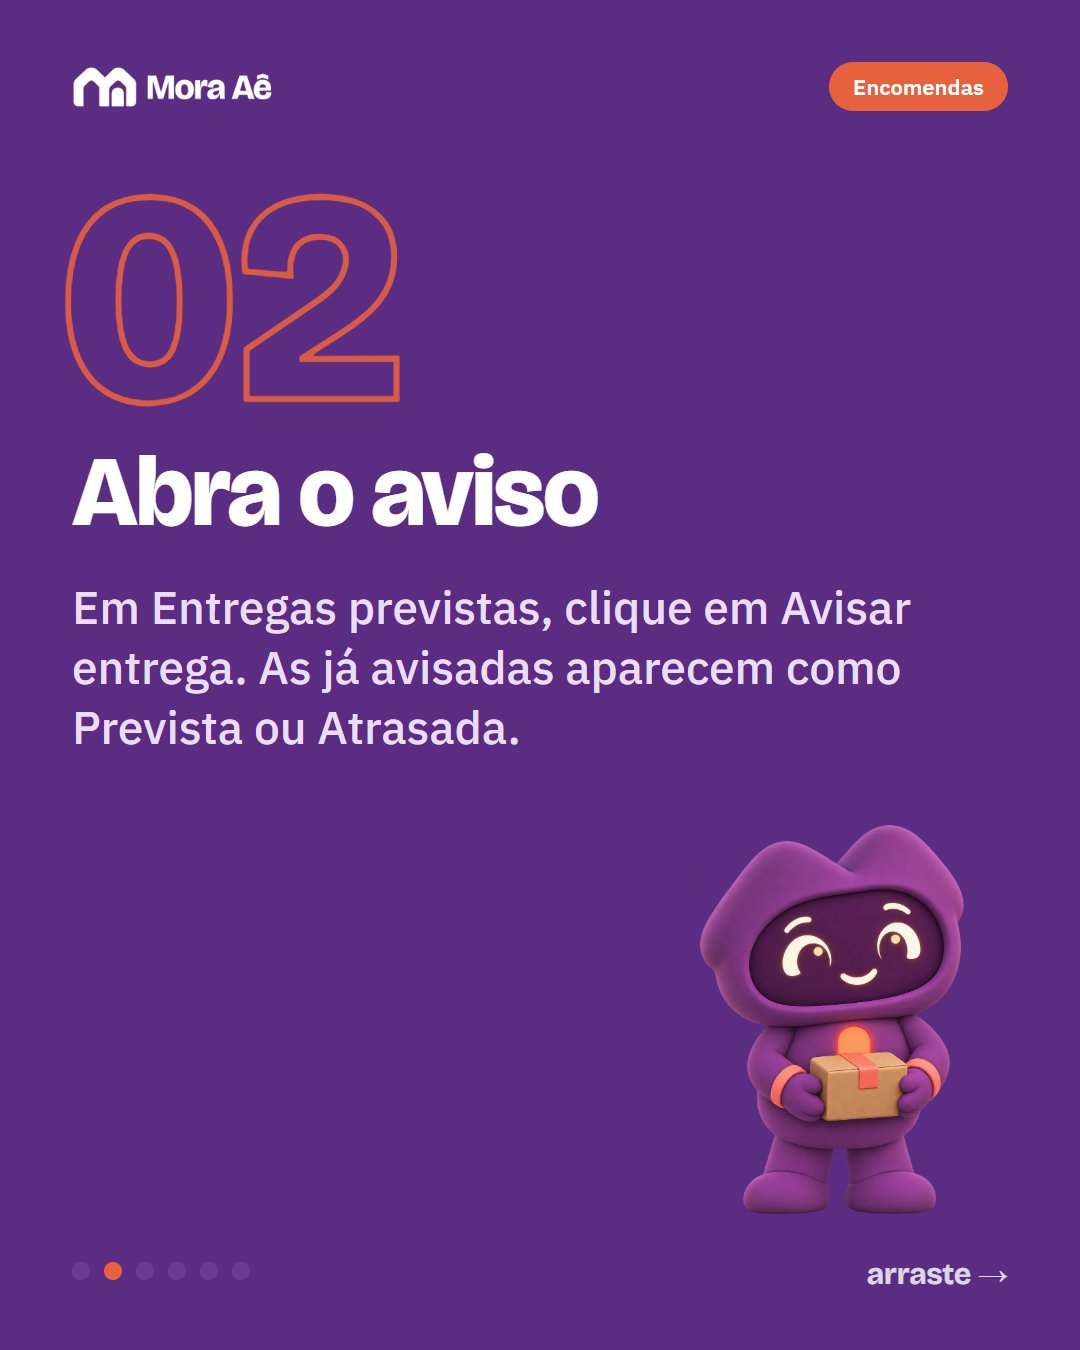 Mora Aê
Encomendas
02
Abra o aviso
Em Entregas previstas, clique em Avisar
entrega. As já avisadas aparecem como
Prevista ou Atrasada.
arraste →